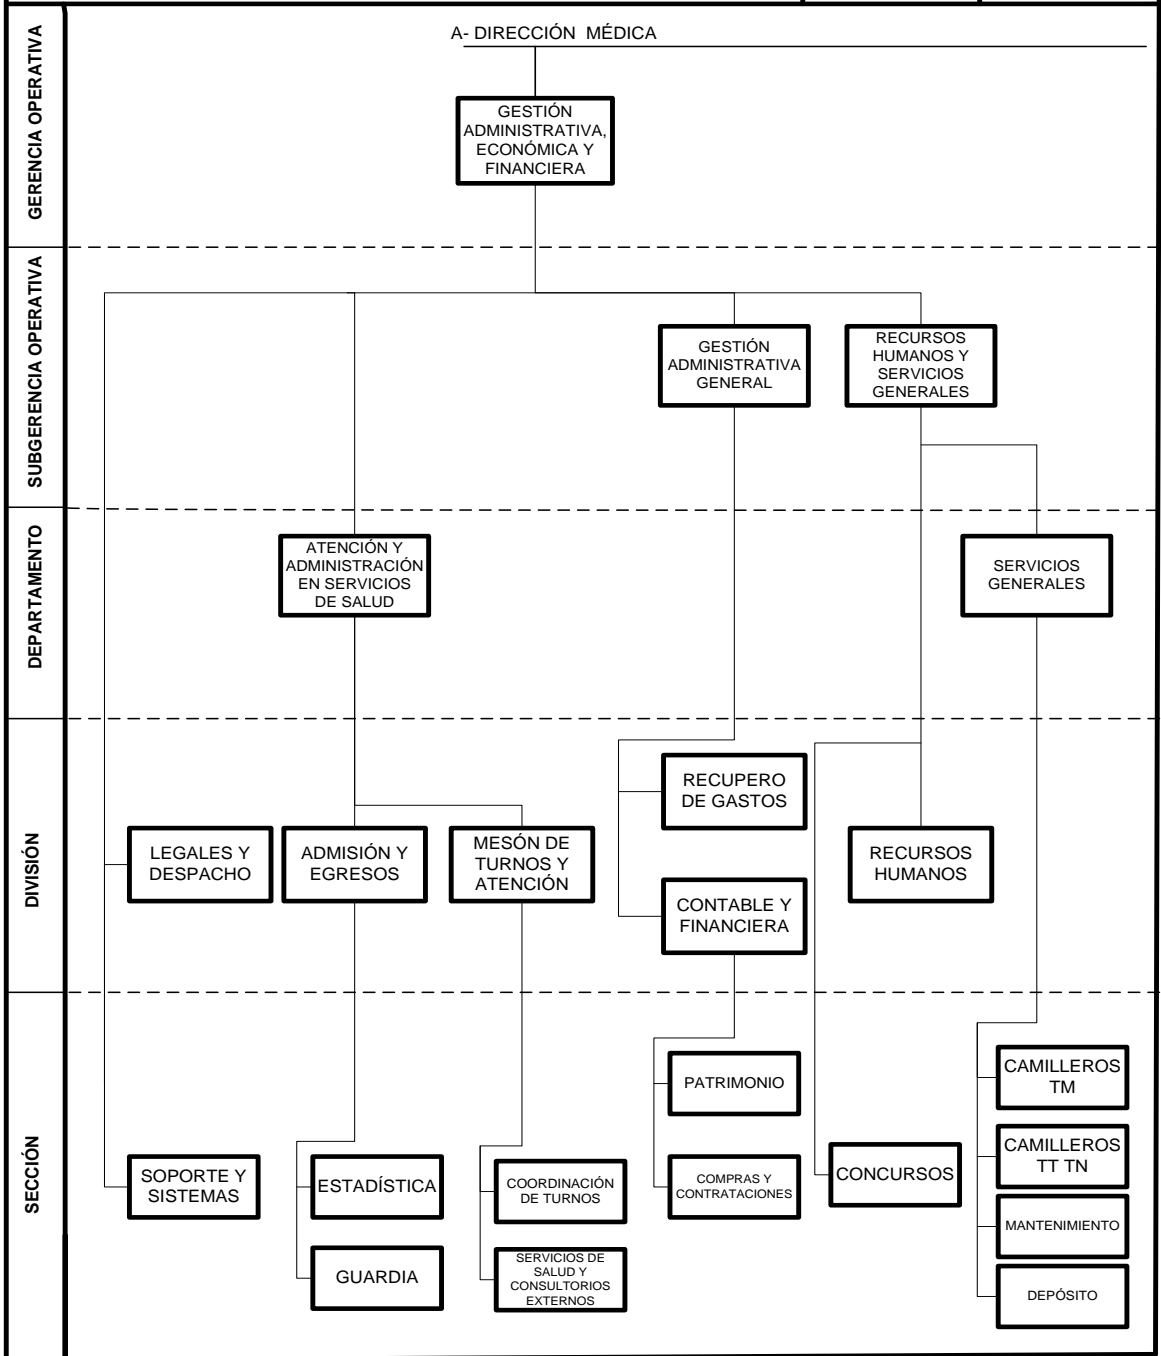 A- DIRECCIÓN MÉDICA
GERENCIA OPERATIVA
GESTIÓN
ADMINISTRATIVA,
ECONÓMICA Y
FINANCIERA
SUBGERENCIA OPERATIVA
GESTIÓN
ADMINISTRATIVA
GENERAL
RECURSOS
HUMANOS Y
SERVICIOS
GENERALES
DEPARTAMENTO
ATENCIÓN Y
ADMINISTRACIÓN
EN SERVICIOS
DE SALUD
SERVICIOS
GENERALES
DIVISIÓN
RECUPERO
DE GASTOS
LEGALES Y
DESPACHO
ADMISIÓN Y
EGRESOS
MESÓN DE
TURNOS Y
ATENCIÓN
CONTABLE Y
FINANCIERA
RECURSOS
HUMANOS
SECCIÓN
SOPORTE Y
SISTEMAS
ESTADÍSTICA
GUARDIA
COORDINACIÓN
DE TURNOS
SERVICIOS DE
SALUD Y
CONSULTORIOS
EXTERNOS
PATRIMONIO
COMPRAS Y
CONTRATACIONES
CONCURSOS
CAMILLEROS
TM
CAMILLEROS
TT TN
MANTENIMIENTO
DEPÓSITO